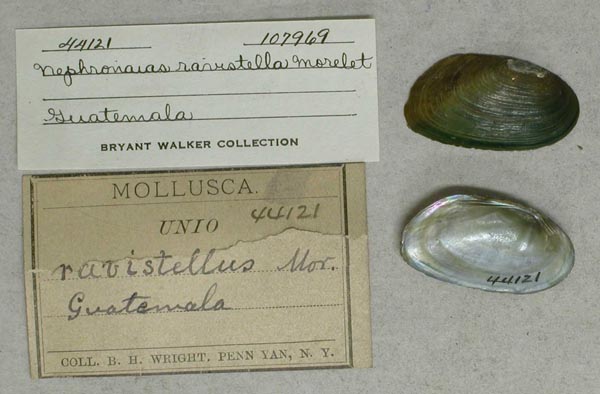 44121 107969
Nephronaias ravistella Morelet
Guatemala
BRYANT WALKER COLLECTION
MOLLUSCA.
UNIO 44121
ravistellus Mor.
Guatemala
COLL. B. H. WRIGHT, PENN YAN, N. Y.
44121